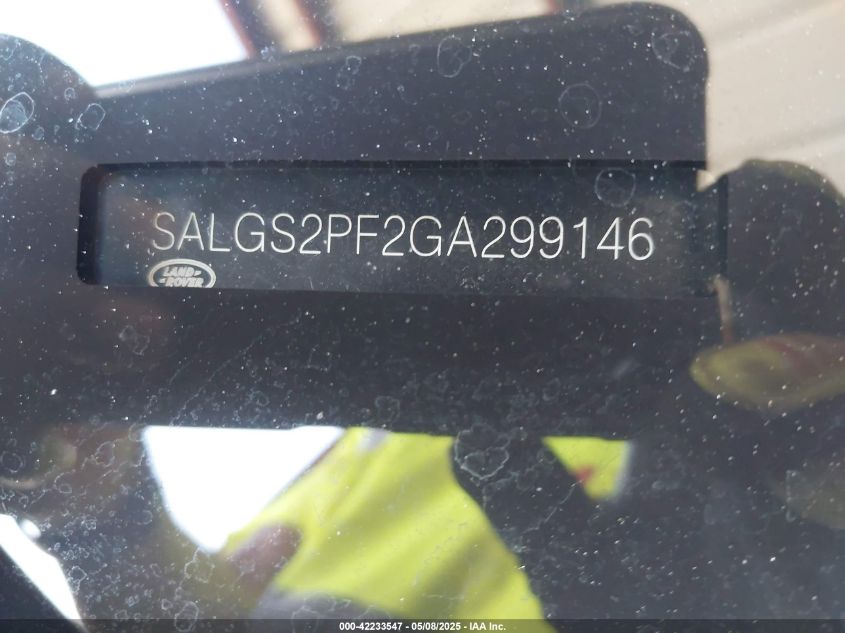 SALGS2PF2GA299146
LAND
ROVER
000-42233547 - 05/08/2025 - IAA Inc.